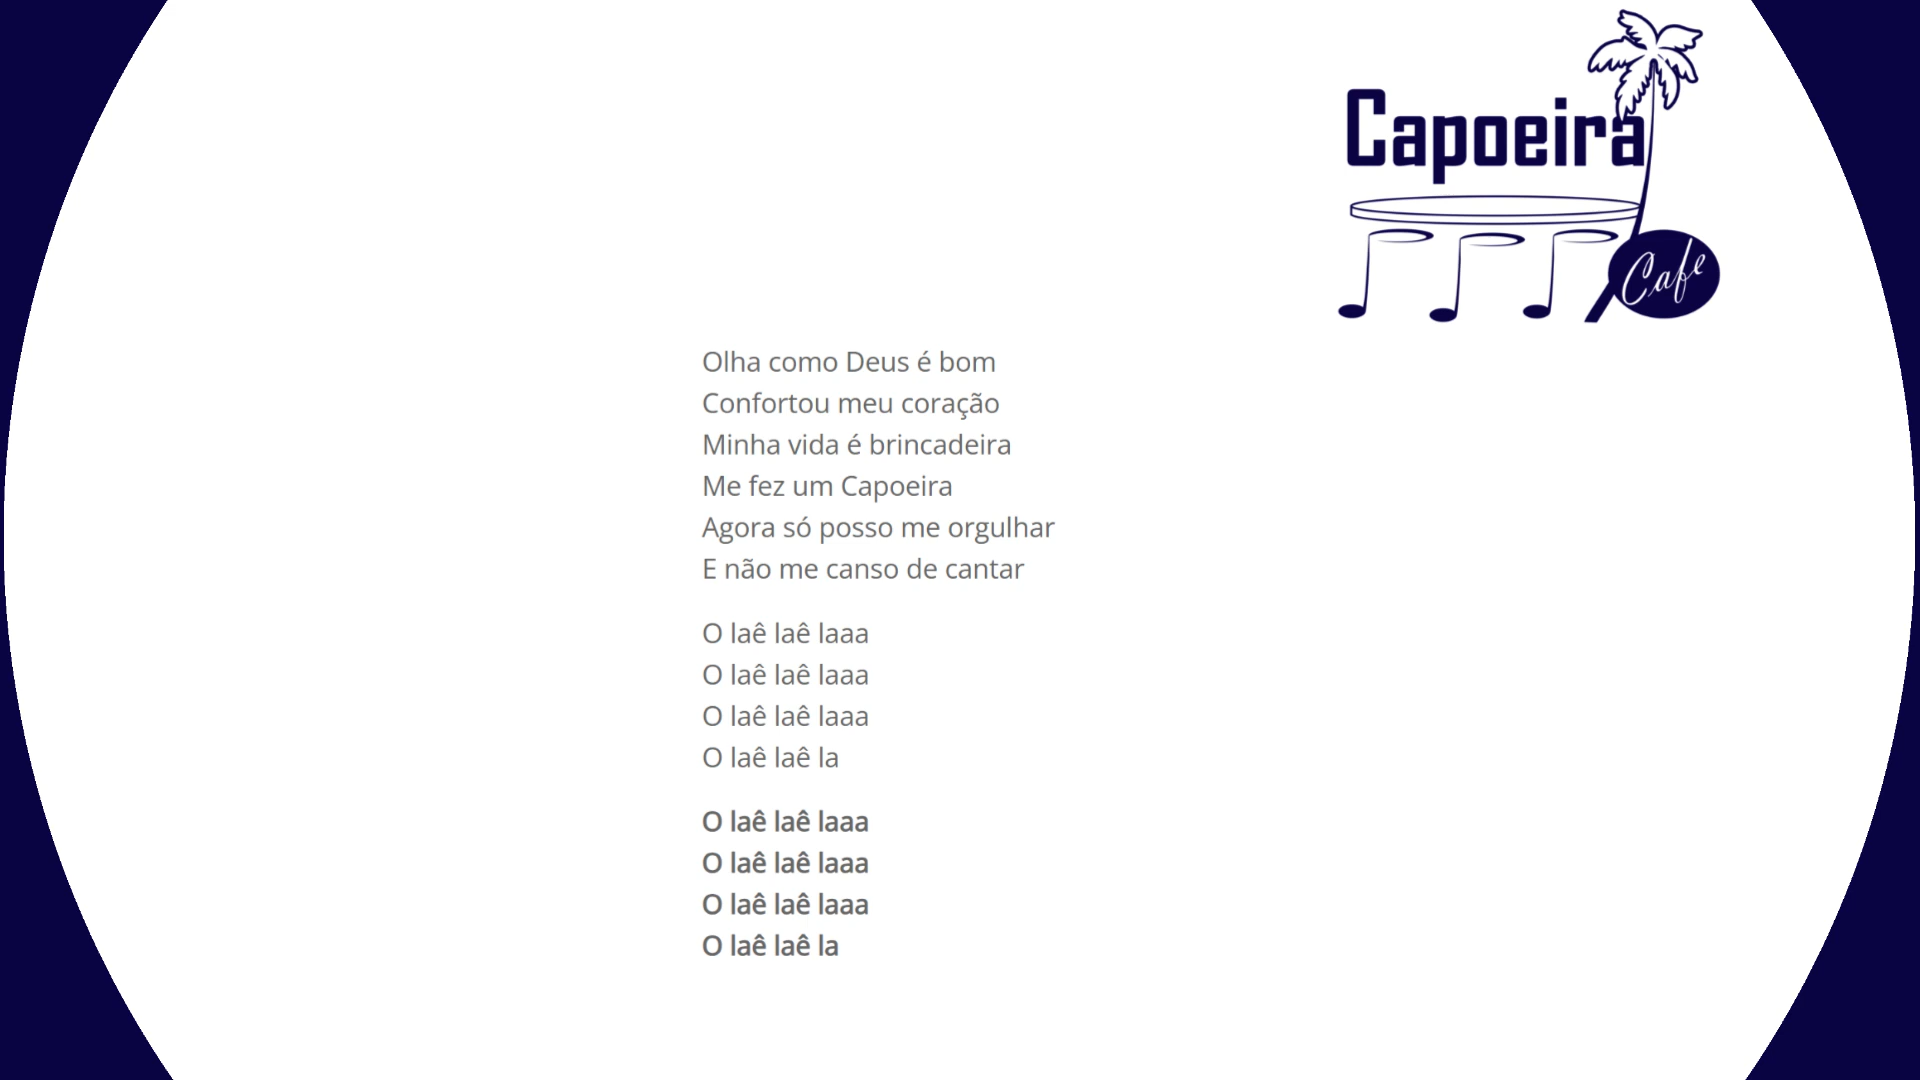 Capoeira
Cafe
Olha como Deus é bom
Confortou meu coração
Minha vida é brincadeira
Me fez um Capoeira
Agora só posso me orgulhar
E não me canso de cantar
O laê laê laaa
O laê laê laaa
O laê laê laaa
O laê laê la
O laê laê laaa
O laê laê laaa
O laê laê laaa
O laê laê la